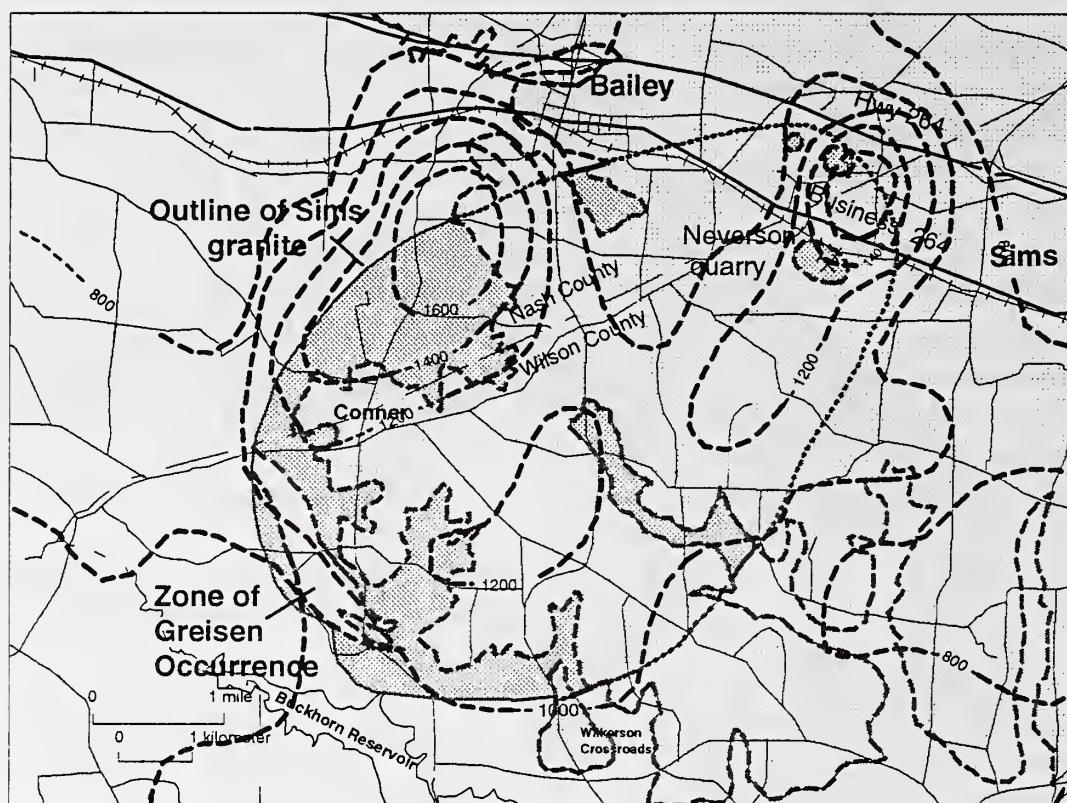 Bailey
Hwy 264
Outline of Sims
granite
Business 264
Neverson
quarry
Sims
800
Nash County
1600
Wilson County
1400
1200
Conner
1200
140
1200
Zone of
Greisen
Occurrence
800
0
1 mile
Buckhorn Reservoir
1000
0
1 kilometer
Wilkerson
Crossroads